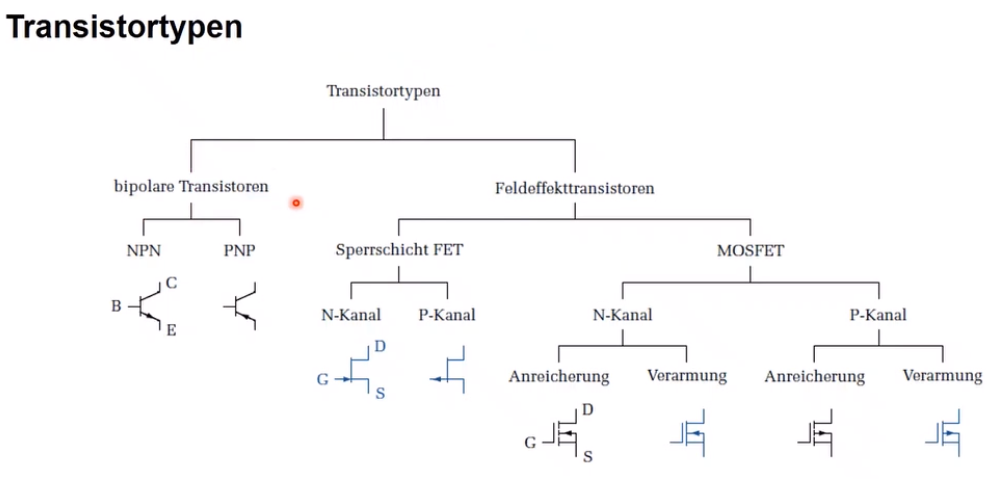 Transistortypen
Transistortypen
bipolare Transistoren
Feldeffekttransistoren
NPN
PNP
Sperrschicht FET
MOSFET
C
B
E
N-Kanal
P-Kanal
N-Kanal
P-Kanal
D
G
S
Anreicherung
Verarmung
Anreicherung
Verarmung
D
G
S